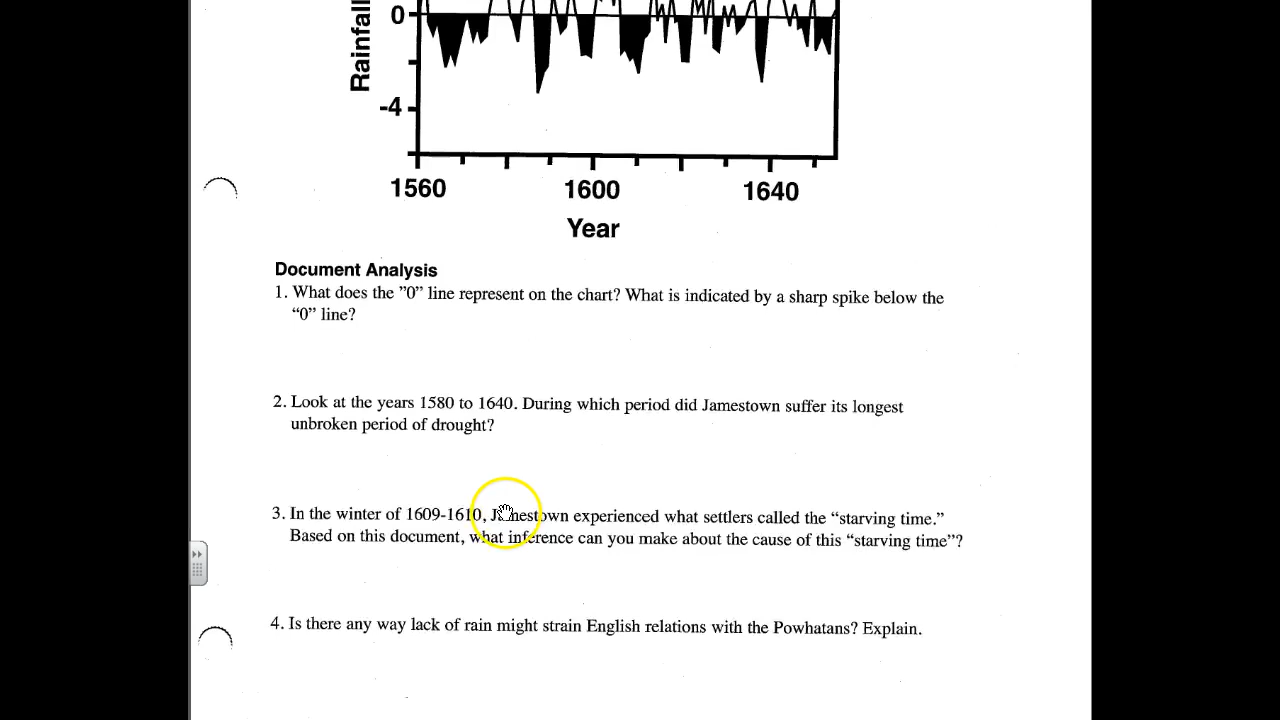 Rainfall
0
-4
1560 1600 1640
Year
Document Analysis
1. What does the ”0” line represent on the chart? What is indicated by a sharp spike below the
“0” line?
2. Look at the years 1580 to 1640. During which period did Jamestown suffer its longest
unbroken period of drought?
3. In the winter of 1609-1610, Jamestown experienced what settlers called the “starving time.”
Based on this document, what inference can you make about the cause of this “starving time”?
4. Is there any way lack of rain might strain English relations with the Powhatans? Explain.